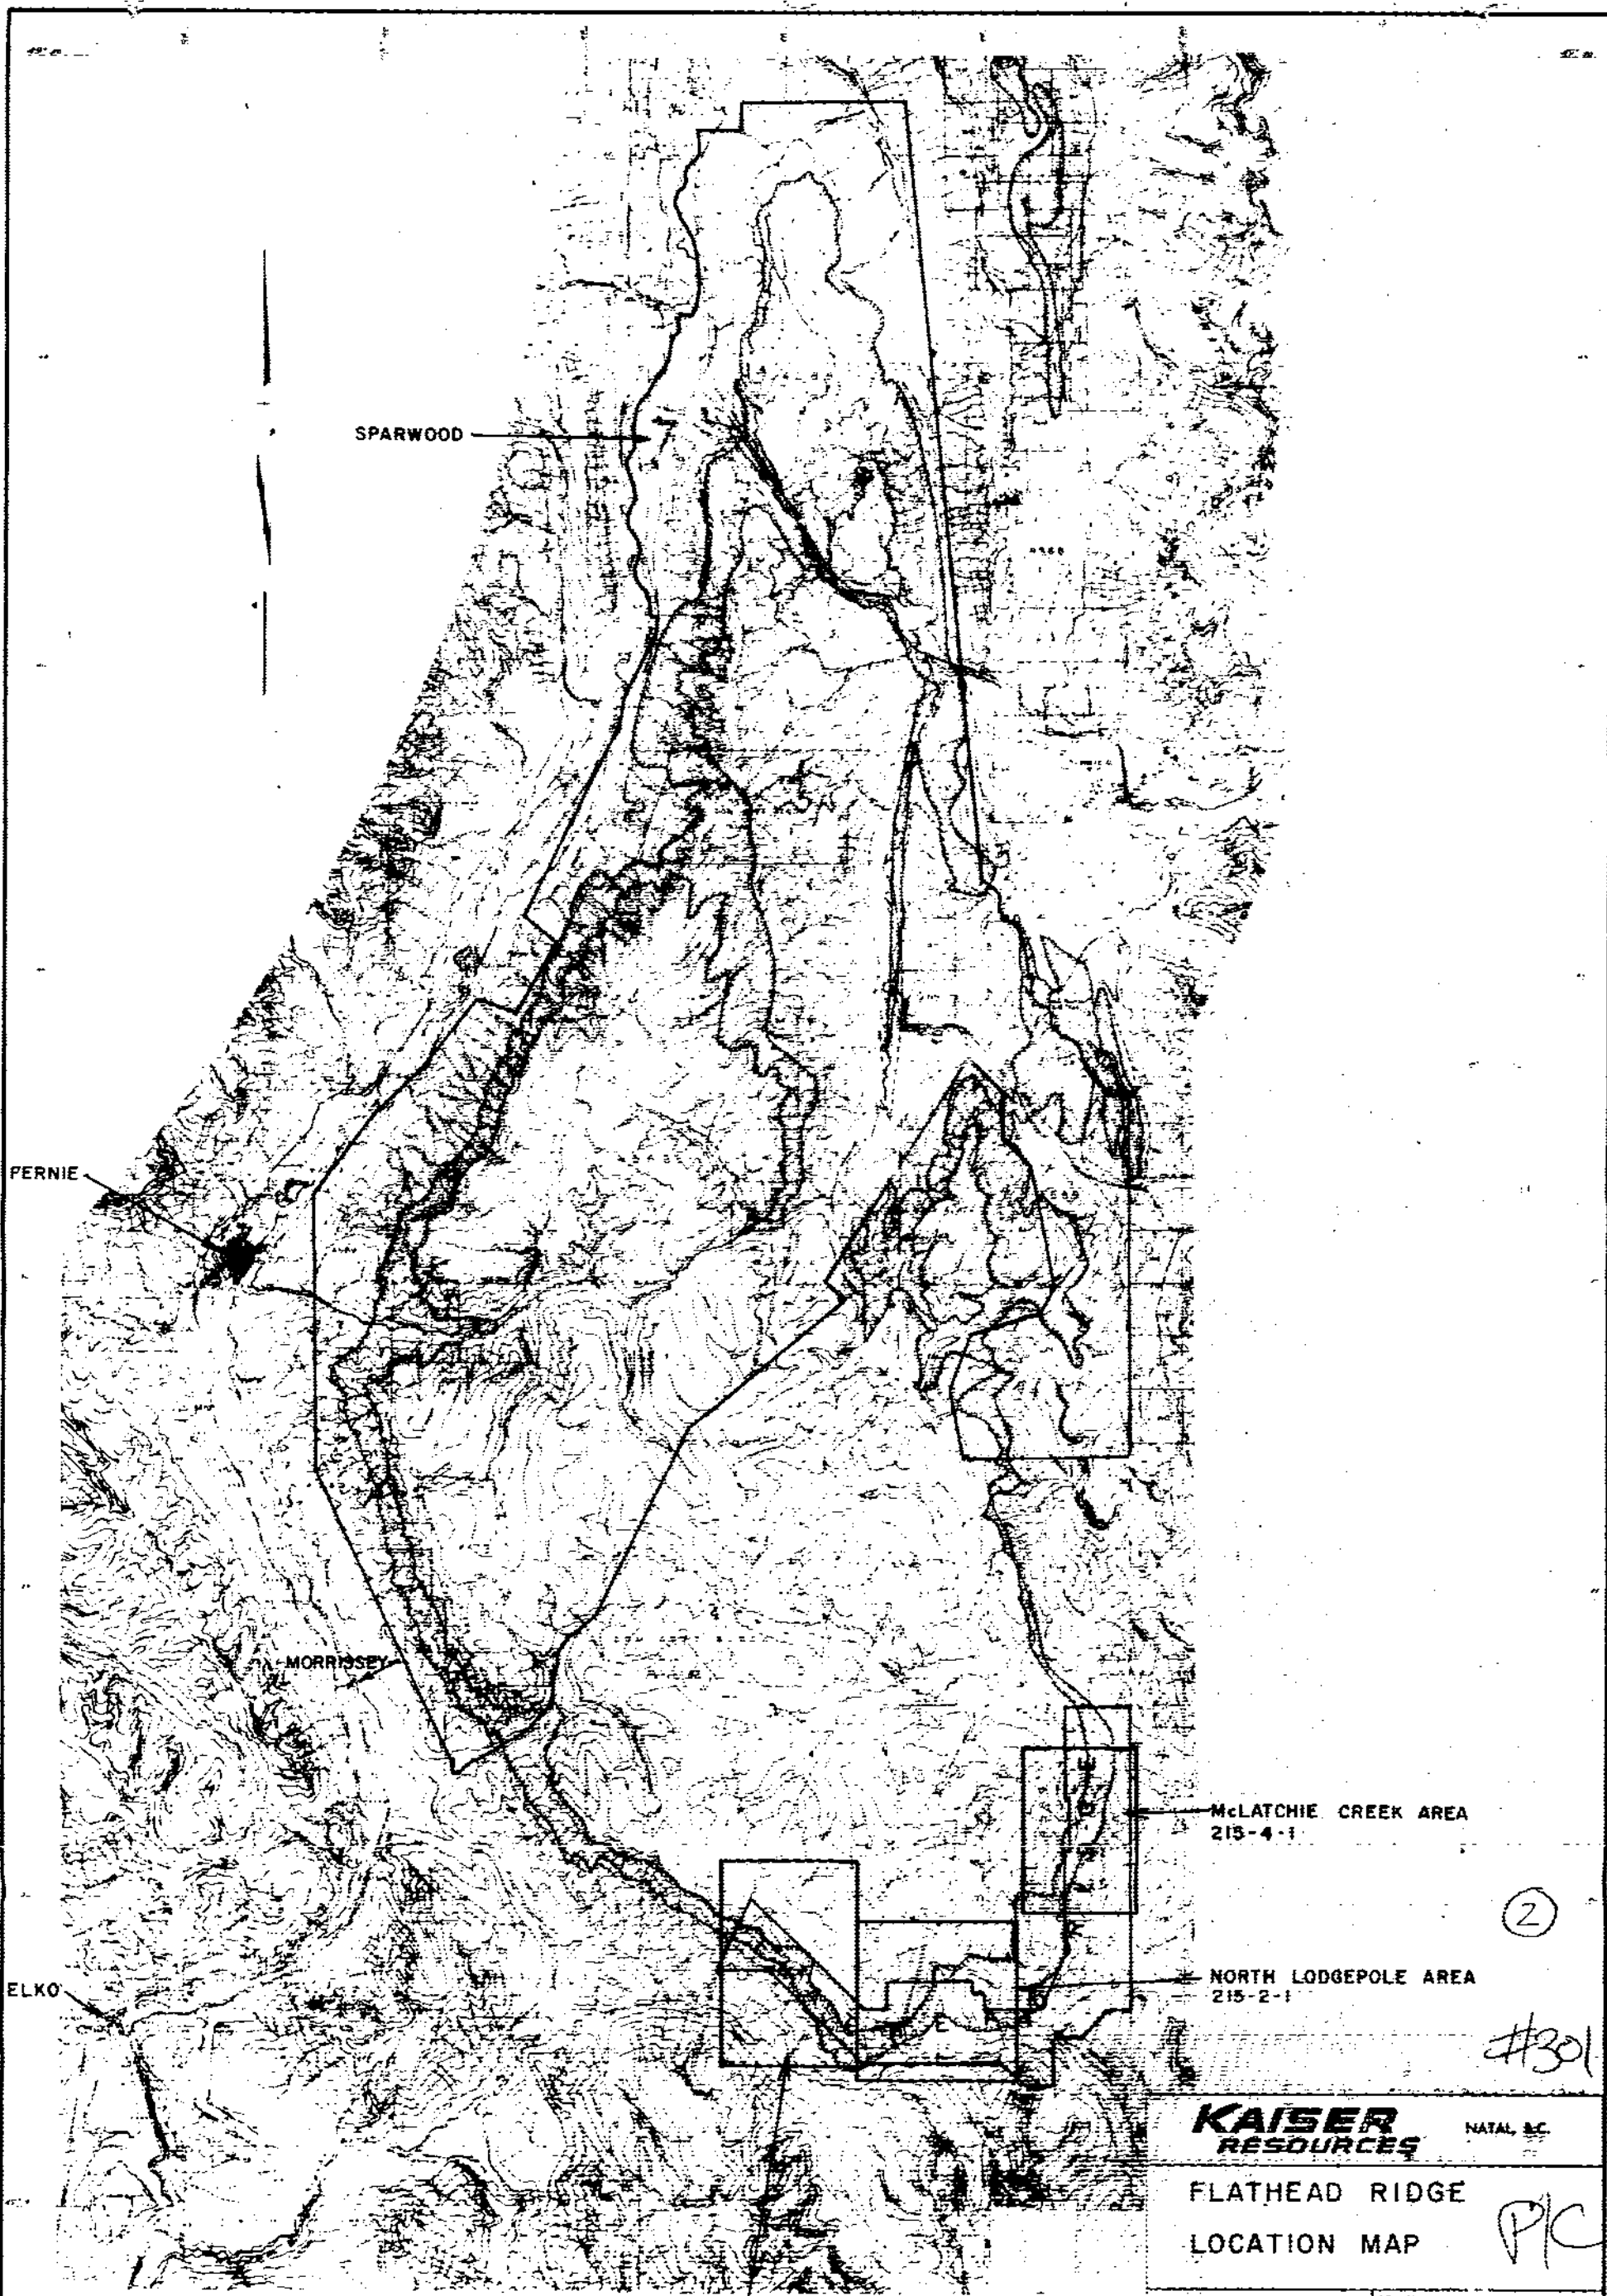 SPARWOOD
FERNIE
MORRISSEY
McLATCHIE CREEK AREA
215-4-1
2
ELKO
NORTH LODGEPOLE AREA
215-2-1
#301
KAISER
RESOURCES
NATAL, B.C.
FLATHEAD RIDGE
LOCATION MAP
P/C